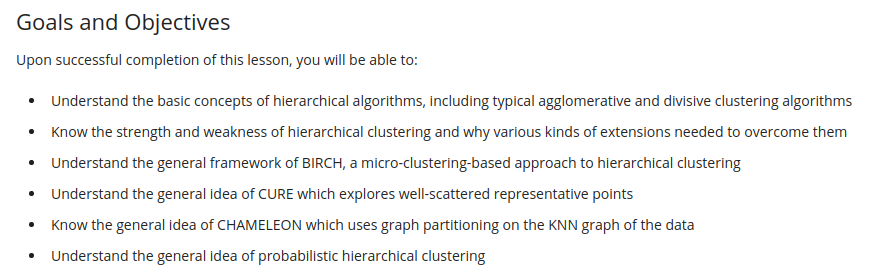 Goals and Objectives
Upon successful completion of this lesson, you will be able to:
• Understand the basic concepts of hierarchical algorithms, including typical agglomerative and divisive clustering algorithms
• Know the strength and weakness of hierarchical clustering and why various kinds of extensions needed to overcome them
• Understand the general framework of BIRCH, a micro-clustering-based approach to hierarchical clustering
• Understand the general idea of CURE which explores well-scattered representative points
• Know the general idea of CHAMELEON which uses graph partitioning on the KNN graph of the data
• Understand the general idea of probabilistic hierarchical clustering